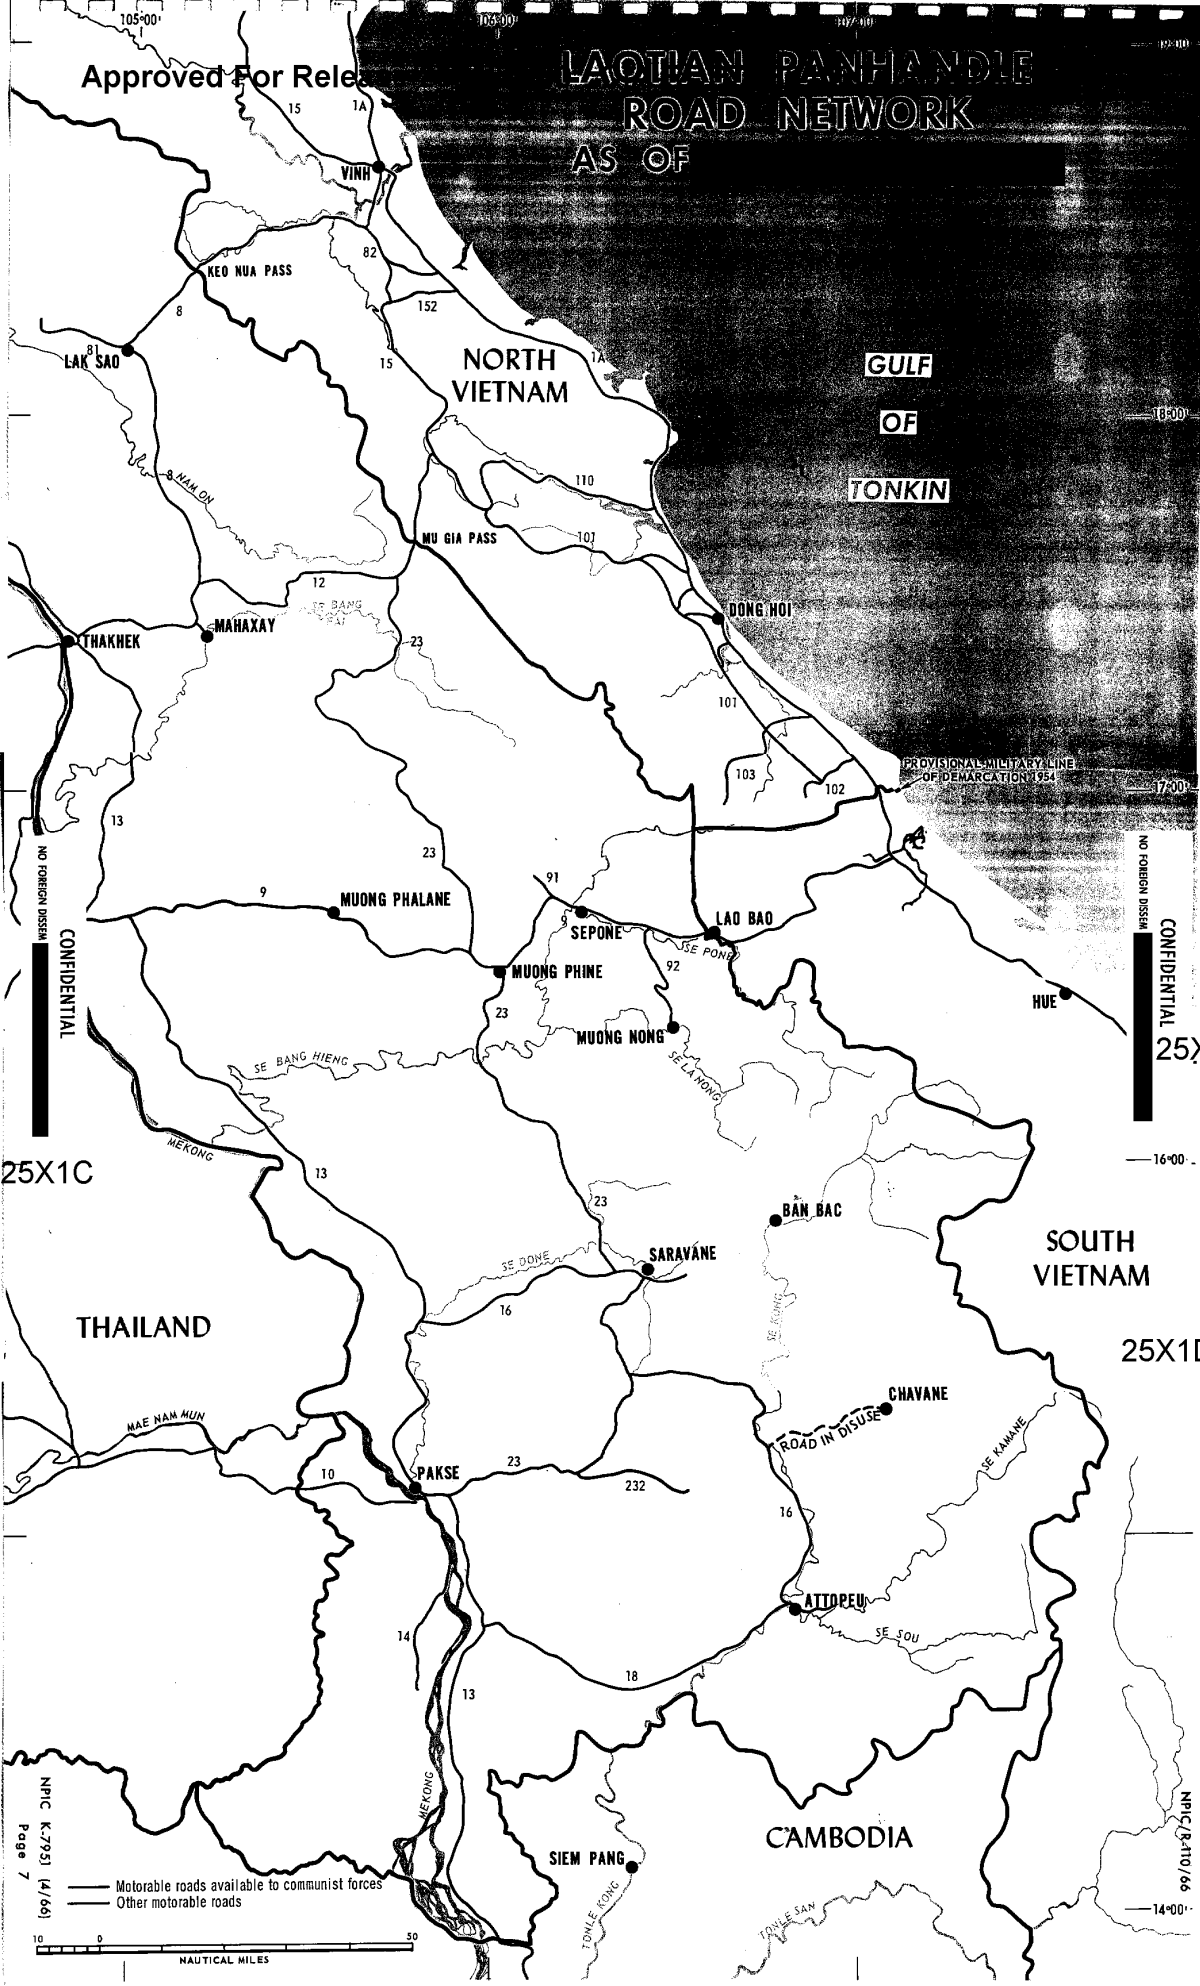 105°00'
106°00'
107°00'
19°00'
Approved For Relea
LAOTIAN PANHANDLE
ROAD NETWORK
AS OF
15
1A
VINH
82
KEO NUA PASS
8
152
81
LAK SAO
15
NORTH
VIETNAM
1A
GULF
OF
TONKIN
18°00'
8
NAM ON
110
101
MU GIA PASS
12
SE BANG
FAI
DONG HOI
MAHAXAY
THAKHEK
23
101
103
102
PROVISIONAL MILITARY LINE
OF DEMARCATION 1954
17°00'
13
23
NO FOREIGN DISSEM
CONFIDENTIAL
9
MUONG PHALANE
91
9
SEPONE
LAO BAO
SE PONE
92
MUONG PHINE
23
MUONG NONG
HUE
NO FOREIGN DISSEM
CONFIDENTIAL
25X
SE BANG HIENG
SE LA NONG
MEKONG
25X1C
13
16°00'
23
BAN BAC
SE DONE
SARAVANE
SOUTH
VIETNAM
16
SE KONG
THAILAND
25X1D
CHAVANE
ROAD IN DISUSE
MAE NAM MUN
SE KAMANE
10
PAKSE
23
232
16
ATTOPEU
SE SOU
14
18
13
MEKONG
CAMBODIA
SIEM PANG
TONLE KONG
TONLE SAN
14°00'
NPIC/R-110/66
NPIC K-7951 (4/66)
Page 7
Motorable roads available to communist forces
Other motorable roads
10 0 50
NAUTICAL MILES